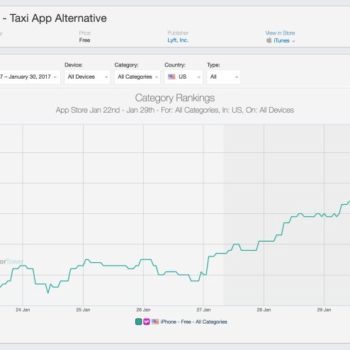 - Taxi App Alternative
Price
Free
Publisher
Lyft, Inc.
View in Store
iTunes
7 – January 30, 2017
Device:
All Devices
Category:
All Categories
Country:
US
Type:
All
Category Rankings
App Store Jan 22nd - Jan 29th - For: All Categories, In: US, On: All Devices
24 Jan
25 Jan
26 Jan
27 Jan
28 Jan
29 Jan
iPhone - Free - All Categories